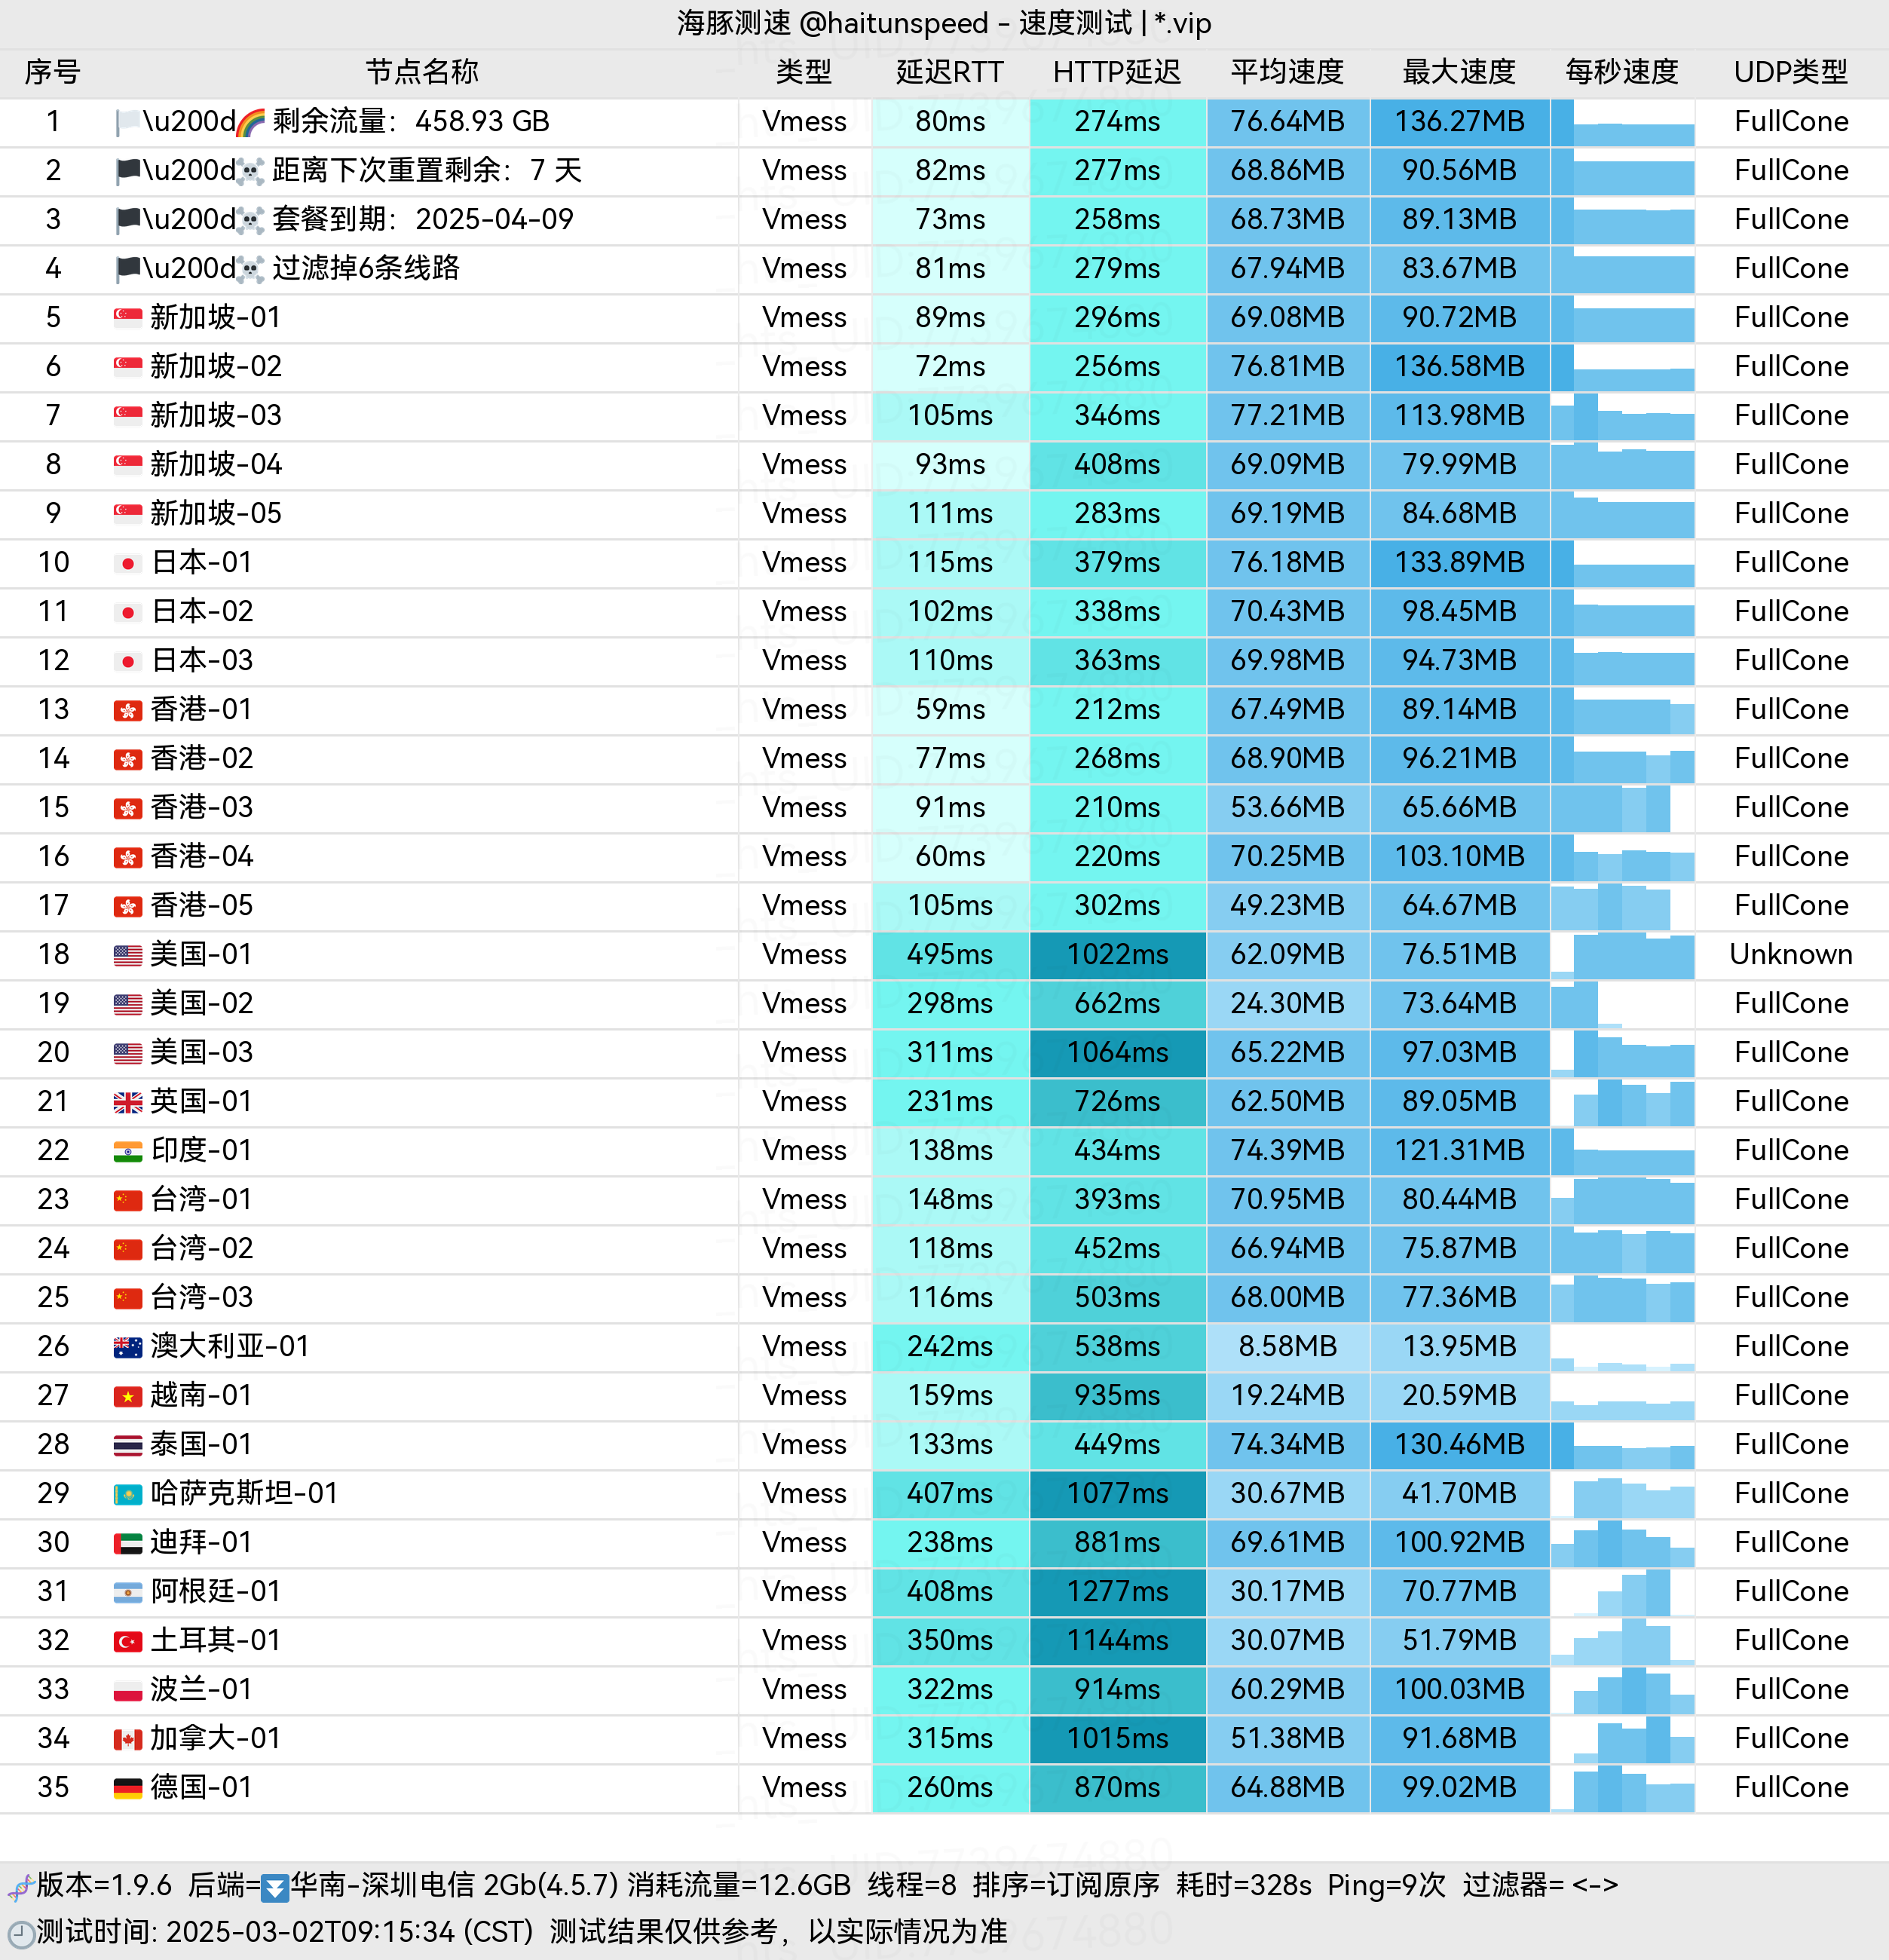 海豚测速 @haitunspeed - 速度测试 | *.vip
序号 节点名称 类型 延迟RTT HTTP延迟 平均速度 最大速度 每秒速度 UDP类型
1 \u200d 剩余流量：458.93 GB Vmess 80ms 274ms 76.64MB 136.27MB FullCone
2 \u200d 距离下次重置剩余：7 天 Vmess 82ms 277ms 68.86MB 90.56MB FullCone
3 \u200d 套餐到期：2025-04-09 Vmess 73ms 258ms 68.73MB 89.13MB FullCone
4 \u200d 过滤掉6条线路 Vmess 81ms 279ms 67.94MB 83.67MB FullCone
5 新加坡-01 Vmess 89ms 296ms 69.08MB 90.72MB FullCone
6 新加坡-02 Vmess 72ms 256ms 76.81MB 136.58MB FullCone
7 新加坡-03 Vmess 105ms 346ms 77.21MB 113.98MB FullCone
8 新加坡-04 Vmess 93ms 408ms 69.09MB 79.99MB FullCone
9 新加坡-05 Vmess 111ms 283ms 69.19MB 84.68MB FullCone
10 日本-01 Vmess 115ms 379ms 76.18MB 133.89MB FullCone
11 日本-02 Vmess 102ms 338ms 70.43MB 98.45MB FullCone
12 日本-03 Vmess 110ms 363ms 69.98MB 94.73MB FullCone
13 香港-01 Vmess 59ms 212ms 67.49MB 89.14MB FullCone
14 香港-02 Vmess 77ms 268ms 68.90MB 96.21MB FullCone
15 香港-03 Vmess 91ms 210ms 53.66MB 65.66MB FullCone
16 香港-04 Vmess 60ms 220ms 70.25MB 103.10MB FullCone
17 香港-05 Vmess 105ms 302ms 49.23MB 64.67MB FullCone
18 美国-01 Vmess 495ms 1022ms 62.09MB 76.51MB Unknown
19 美国-02 Vmess 298ms 662ms 24.30MB 73.64MB FullCone
20 美国-03 Vmess 311ms 1064ms 65.22MB 97.03MB FullCone
21 英国-01 Vmess 231ms 726ms 62.50MB 89.05MB FullCone
22 印度-01 Vmess 138ms 434ms 74.39MB 121.31MB FullCone
23 台湾-01 Vmess 148ms 393ms 70.95MB 80.44MB FullCone
24 台湾-02 Vmess 118ms 452ms 66.94MB 75.87MB FullCone
25 台湾-03 Vmess 116ms 503ms 68.00MB 77.36MB FullCone
26 澳大利亚-01 Vmess 242ms 538ms 8.58MB 13.95MB FullCone
27 越南-01 Vmess 159ms 935ms 19.24MB 20.59MB FullCone
28 泰国-01 Vmess 133ms 449ms 74.34MB 130.46MB FullCone
29 哈萨克斯坦-01 Vmess 407ms 1077ms 30.67MB 41.70MB FullCone
30 迪拜-01 Vmess 238ms 881ms 69.61MB 100.92MB FullCone
31 阿根廷-01 Vmess 408ms 1277ms 30.17MB 70.77MB FullCone
32 土耳其-01 Vmess 350ms 1144ms 30.07MB 51.79MB FullCone
33 波兰-01 Vmess 322ms 914ms 60.29MB 100.03MB FullCone
34 加拿大-01 Vmess 315ms 1015ms 51.38MB 91.68MB FullCone
35 德国-01 Vmess 260ms 870ms 64.88MB 99.02MB FullCone
版本=1.9.6 后端=华南-深圳电信 2Gb(4.5.7) 消耗流量=12.6GB 线程=8 排序=订阅原序 耗时=328s Ping=9次 过滤器= <->
测试时间: 2025-03-02T09:15:34 (CST) 测试结果仅供参考，以实际情况为准